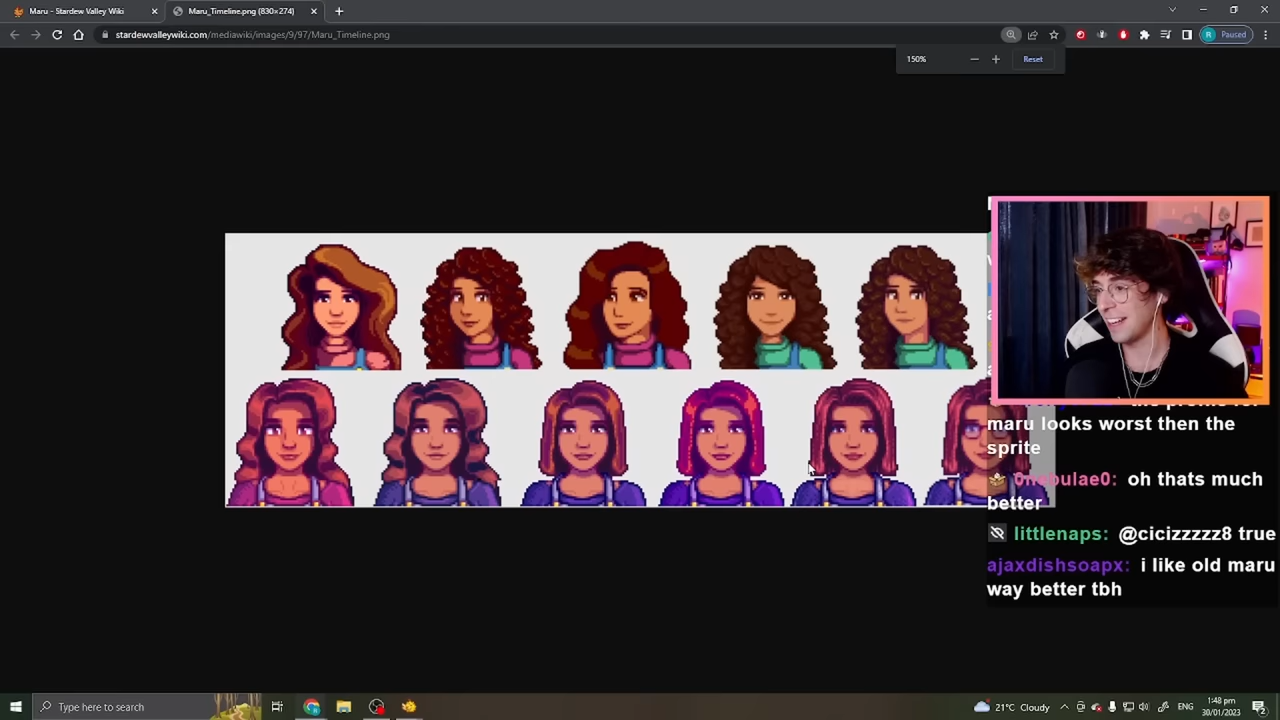 Maru - Stardew Valley Wiki
Maru_Timeline.png (830×274)
stardewvalleywiki.com/mediawiki/images/9/97/Maru_Timeline.png
R Paused
150%
Reset
maru looks worst then the
sprite
oh thats much
better
littlenaps: @cicizzzzz8 true
ajaxdishsoapx: i like old maru
way better tbh
Type here to search
21°C Cloudy
ENG
1:48 pm
30/01/2023
2